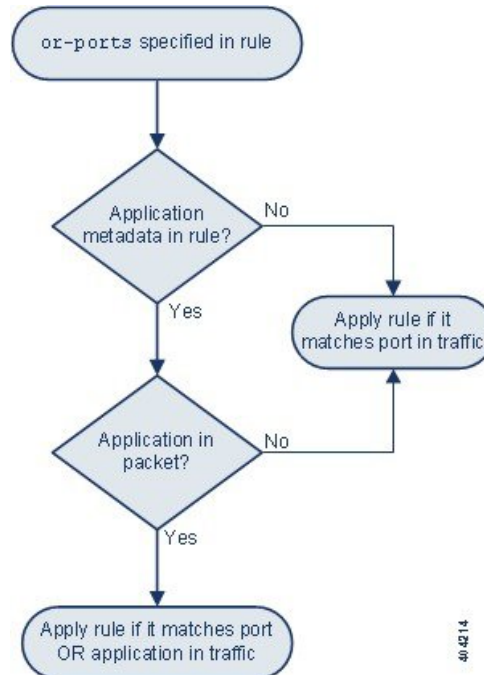 or-ports specified in rule
Application
metadata in rule?
No
Yes
Apply rule if it
matches port in traffic
Application in
packet?
No
Yes
Apply rule if it matches port
OR application in traffic
404214